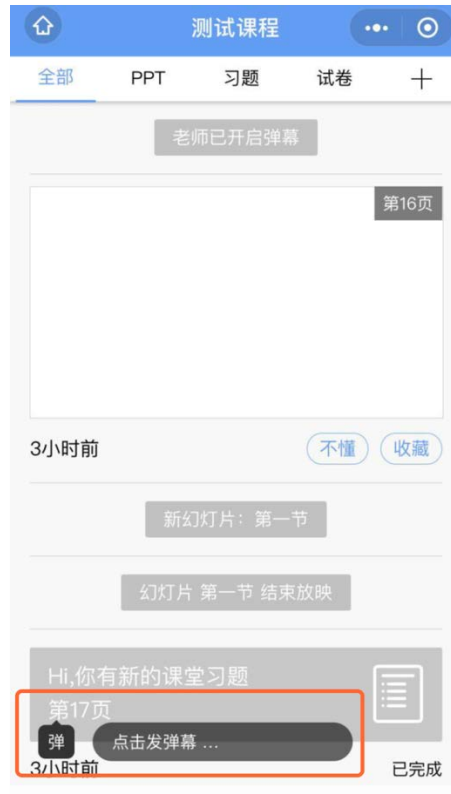 测试课程
全部 PPT 习题 试卷
老师已开启弹幕
第16页
3小时前 不懂 收藏
新幻灯片：第一节
幻灯片 第一节 结束放映
Hi,你有新的课堂习题
第17页
弹 点击发弹幕 ...
3小时前 已完成